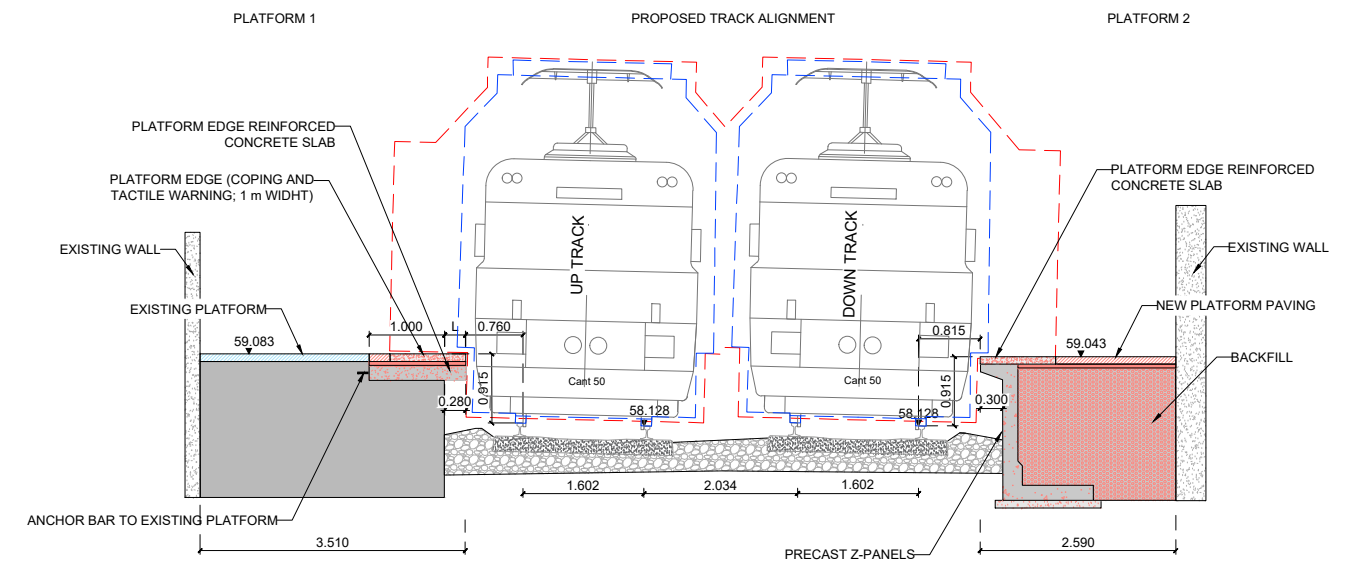 PLATFORM 1
PROPOSED TRACK ALIGNMENT
PLATFORM 2
PLATFORM EDGE REINFORCED
CONCRETE SLAB
PLATFORM EDGE (COPING AND
TACTILE WARNING; 1 m WIDHT)
EXISTING WALL
EXISTING PLATFORM
59.083
1.000
L
0.760
0.915
0.280
UP TRACK
Cant 50
58.128
DOWN TRACK
Cant 50
58.128
0.815
0.915
0.300
PLATFORM EDGE REINFORCED
CONCRETE SLAB
EXISTING WALL
NEW PLATFORM PAVING
59.043
BACKFILL
1.602
2.034
1.602
ANCHOR BAR TO EXISTING PLATFORM
3.510
PRECAST Z-PANELS
2.590